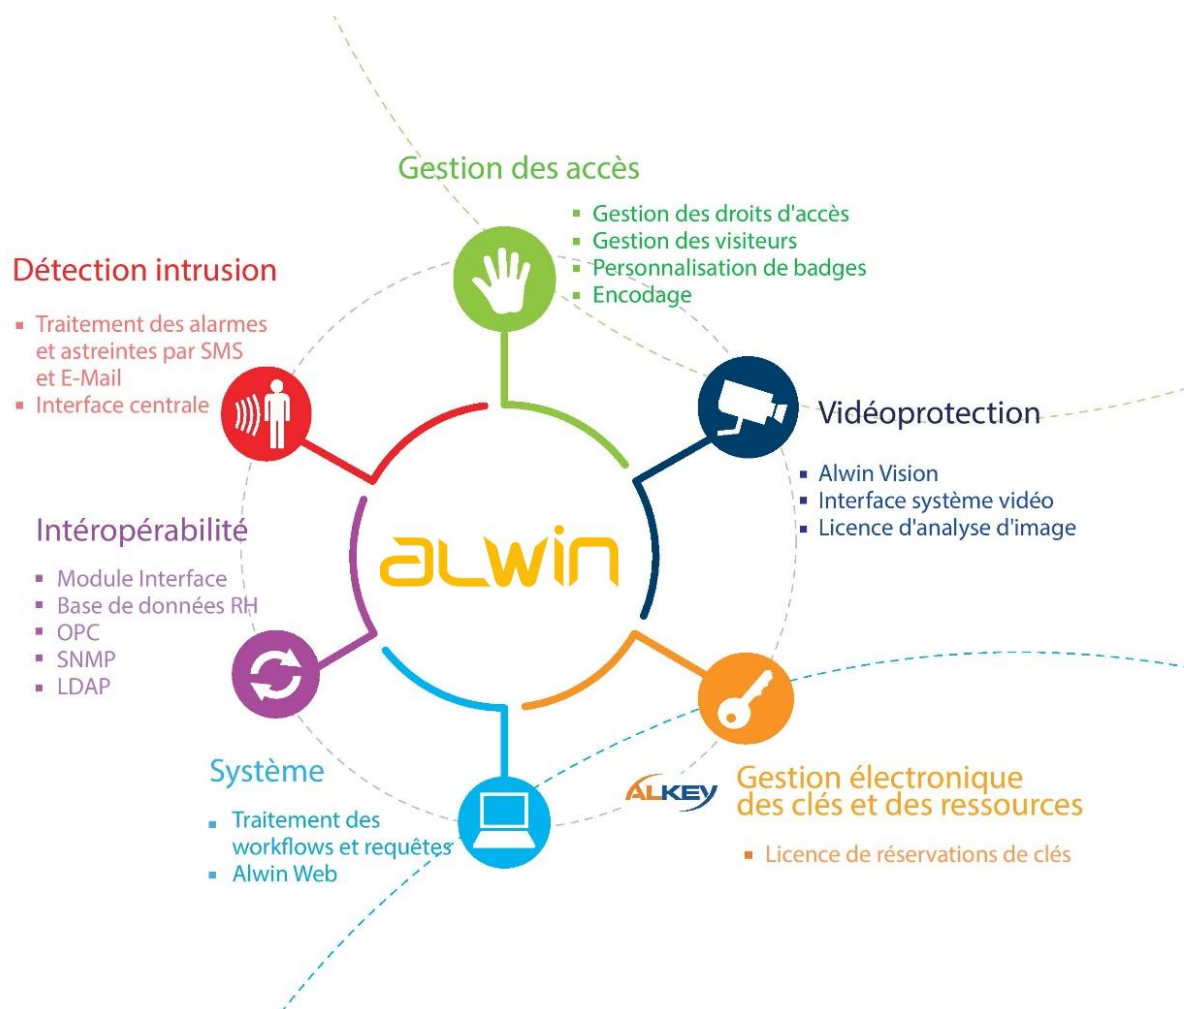 Gestion des accès
▪ Gestion des droits d'accès
▪ Gestion des visiteurs
▪ Personnalisation de badges
▪ Encodage
Détection intrusion
▪ Traitement des alarmes
et astreintes par SMS
et E-Mail
▪ Interface centrale
Vidéoprotection
▪ Alwin Vision
▪ Interface système vidéo
▪ Licence d'analyse d'image
Intéropérabilité
▪ Module Interface
▪ Base de données RH
▪ OPC
▪ SNMP
▪ LDAP
alwin
Système
▪ Traitement des
workflows et requêtes
▪ Alwin Web
ALKEY
Gestion électronique
des clés et des ressources
▪ Licence de réservations de clés